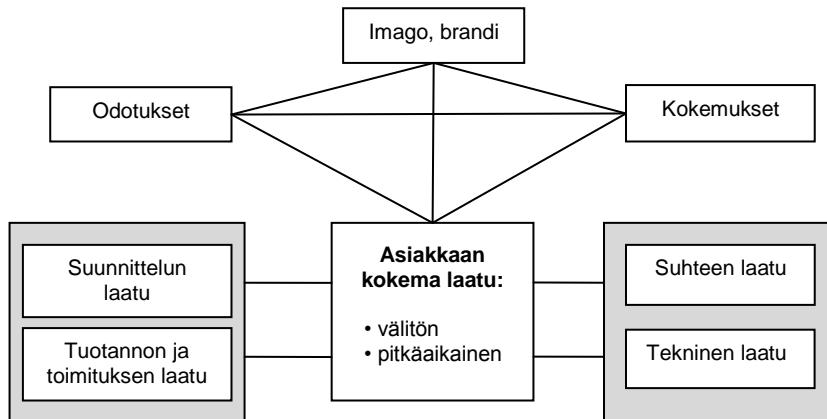 Imago, brandi
Odotukset
Kokemukset
Suunnittelun
laatu
Tuotannon ja
toimituksen laatu
Asiakkaan
kokema laatu:
• välitön
• pitkäaikainen
Suhteen laatu
Tekninen laatu